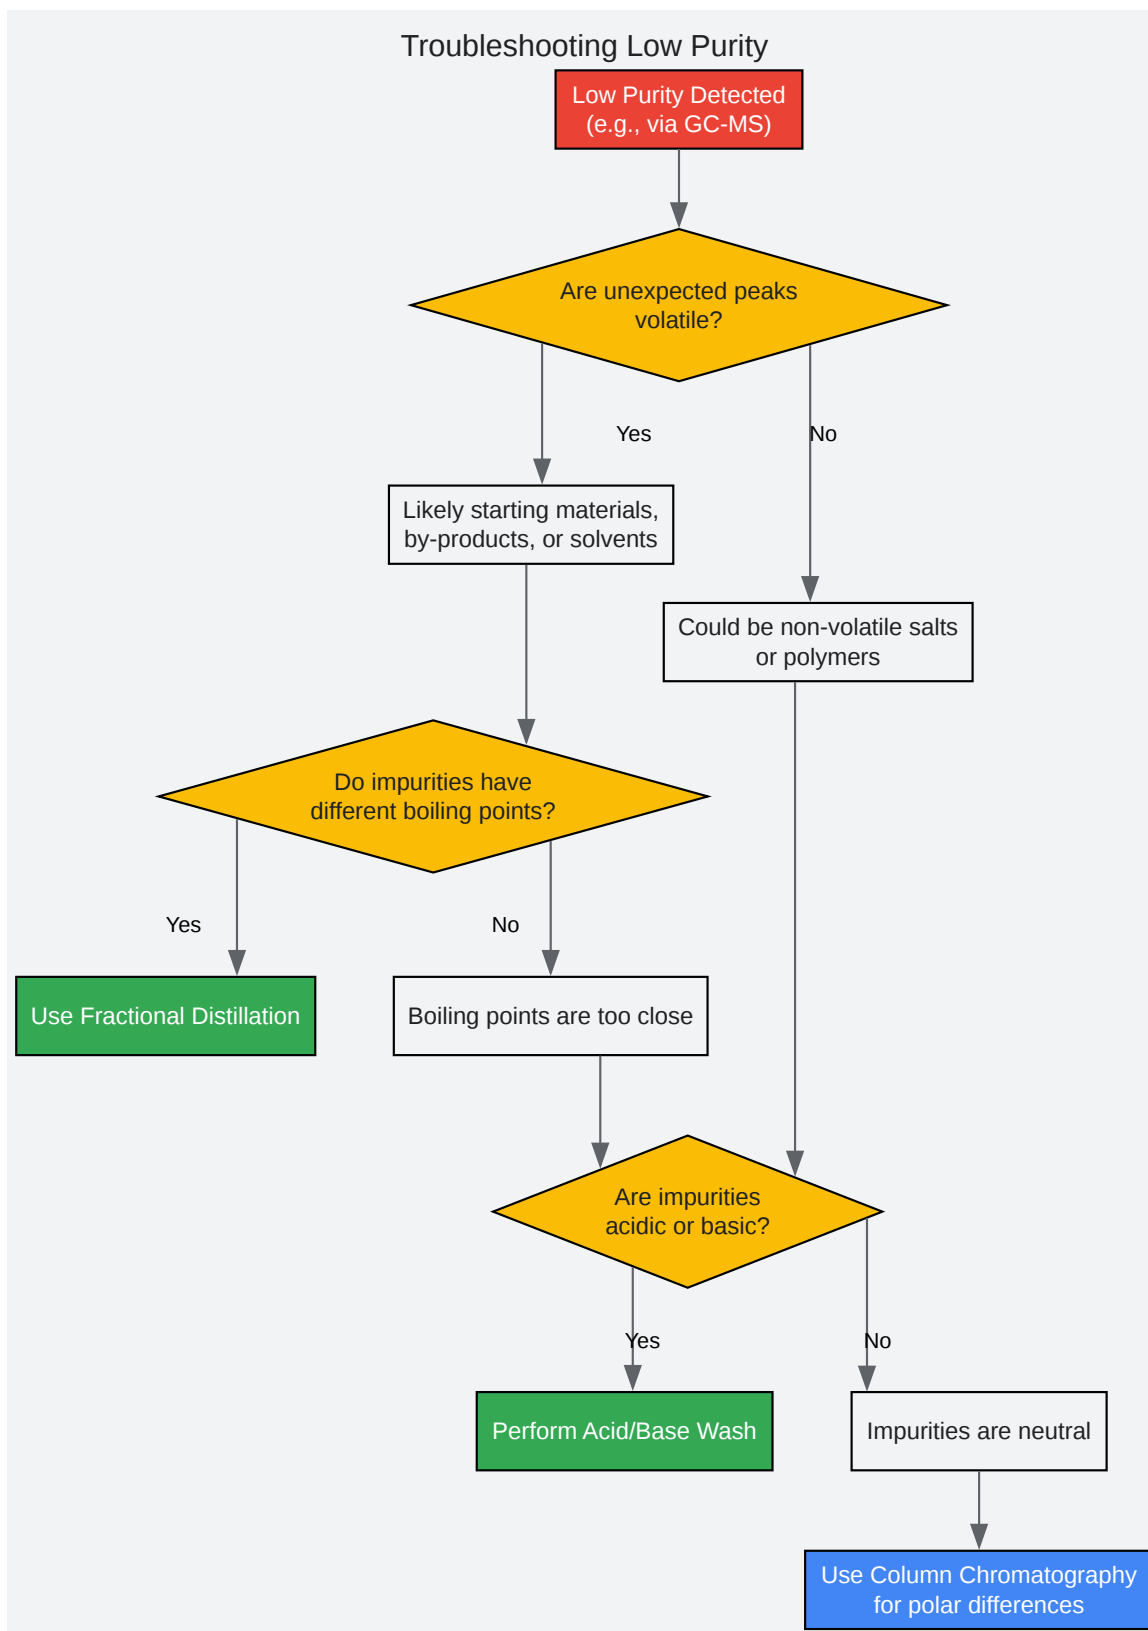 Troubleshooting Low Purity
Low Purity Detected
(e.g., via GC-MS)
Are unexpected peaks
volatile?
Yes
No
Likely starting materials,
by-products, or solvents
Could be non-volatile salts
or polymers
Do impurities have
different boiling points?
Yes
No
Use Fractional Distillation
Boiling points are too close
Are impurities
acidic or basic?
Yes
No
Perform Acid/Base Wash
Impurities are neutral
Use Column Chromatography
for polar differences